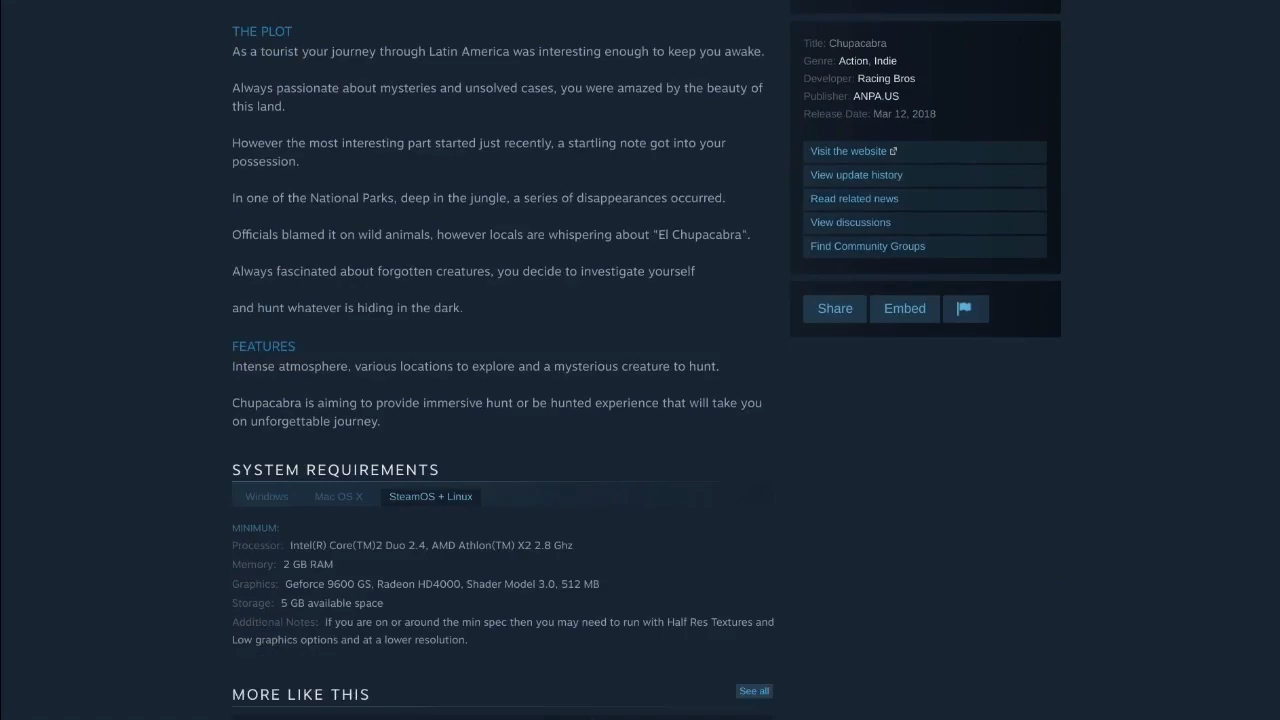 THE PLOT
As a tourist your journey through Latin America was interesting enough to keep you awake.
Always passionate about mysteries and unsolved cases, you were amazed by the beauty of
this land.
However the most interesting part started just recently, a startling note got into your
possession.
In one of the National Parks, deep in the jungle, a series of disappearances occurred.
Officials blamed it on wild animals, however locals are whispering about "El Chupacabra".
Always fascinated about forgotten creatures, you decide to investigate yourself
and hunt whatever is hiding in the dark.
FEATURES
Intense atmosphere, various locations to explore and a mysterious creature to hunt.
Chupacabra is aiming to provide immersive hunt or be hunted experience that will take you
on unforgettable journey.
SYSTEM REQUIREMENTS
Windows Mac OS X SteamOS + Linux
MINIMUM:
Processor: Intel(R) Core(TM)2 Duo 2.4, AMD Athlon(TM) X2 2.8 Ghz
Memory: 2 GB RAM
Graphics: Geforce 9600 GS, Radeon HD4000, Shader Model 3.0, 512 MB
Storage: 5 GB available space
Additional Notes: If you are on or around the min spec then you may need to run with Half Res Textures and
Low graphics options and at a lower resolution.
MORE LIKE THIS
See all
Title: Chupacabra
Genre: Action, Indie
Developer: Racing Bros
Publisher: ANPA.US
Release Date: Mar 12, 2018
Visit the website
View update history
Read related news
View discussions
Find Community Groups
Share Embed